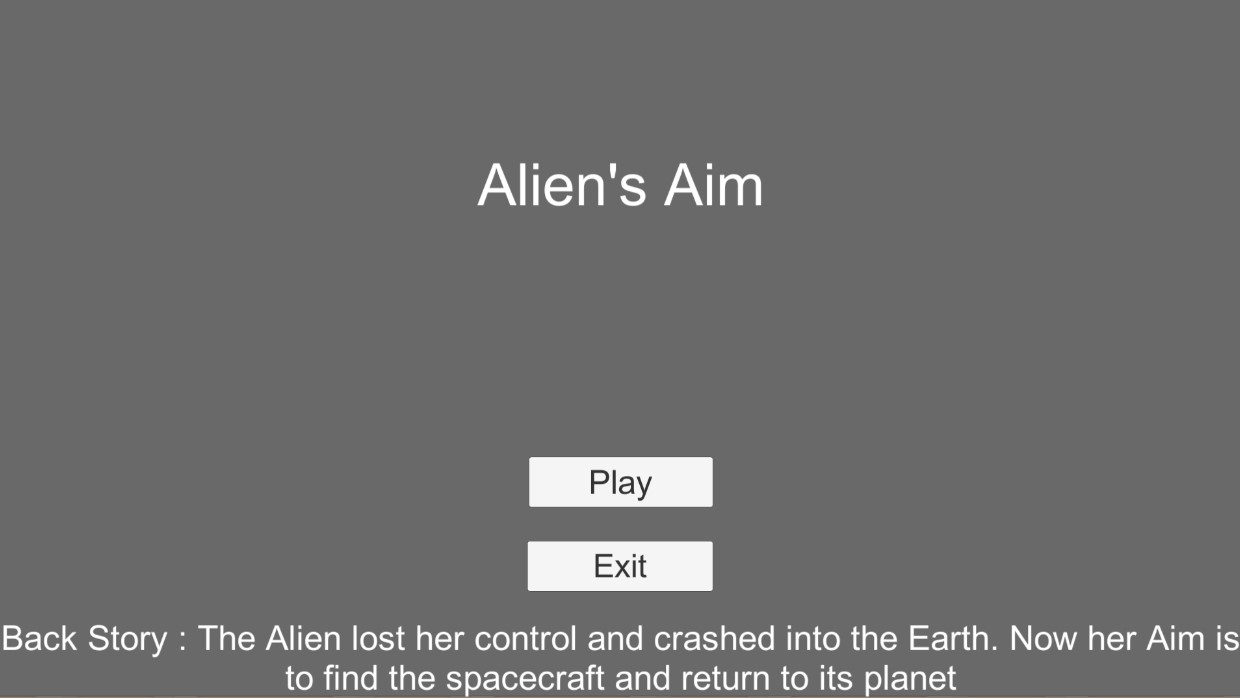 Alien's Aim
Play
Exit
Back Story : The Alien lost her control and crashed into the Earth. Now her Aim is
to find the spacecraft and return to its planet